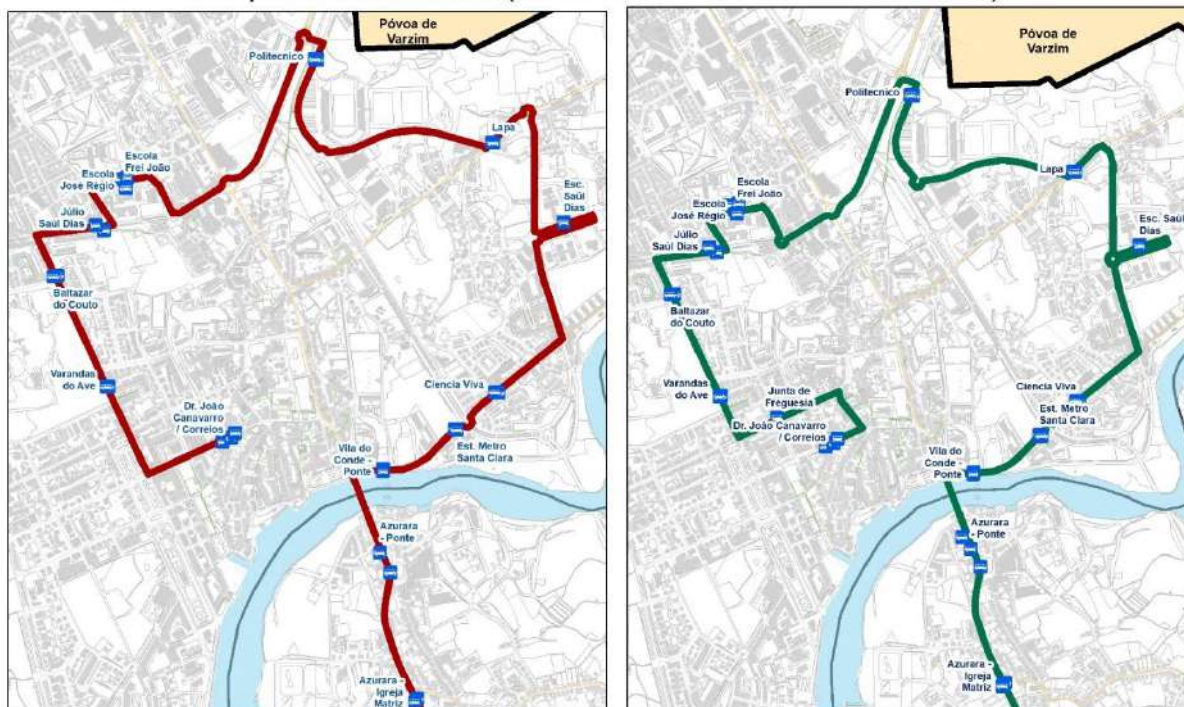 Póvoa de
Varzim
Politecnico
Lapa
Escola
Frei João
Escola
José Régio
Esc.
Saúl
Dias
Júlio
Saúl Dias
Baltazar
do Couto
Varandas
do Ave
Ciencia Viva
Dr. João
Canavarro
/ Correios
Est. Metro
Santa Clara
Vila do
Conde -
Ponte
Azurara
- Ponte
Azurara -
Igreja
Matriz
Póvoa de
Varzim
Politécnico
Lapa
Escola
Frei João
Escola
José Régio
Esc. Saúl
Dias
Júlio
Saúl Dias
Baltazar
do Couto
Varandas
do Ave
Junta de
Freguesia
Ciencia Viva
Dr. João Canavarro
/ Correios
Est. Metro
Santa Clara
Vila do
Conde -
Ponte
Azurara
- Ponte
Azurara -
Igreja
Matriz